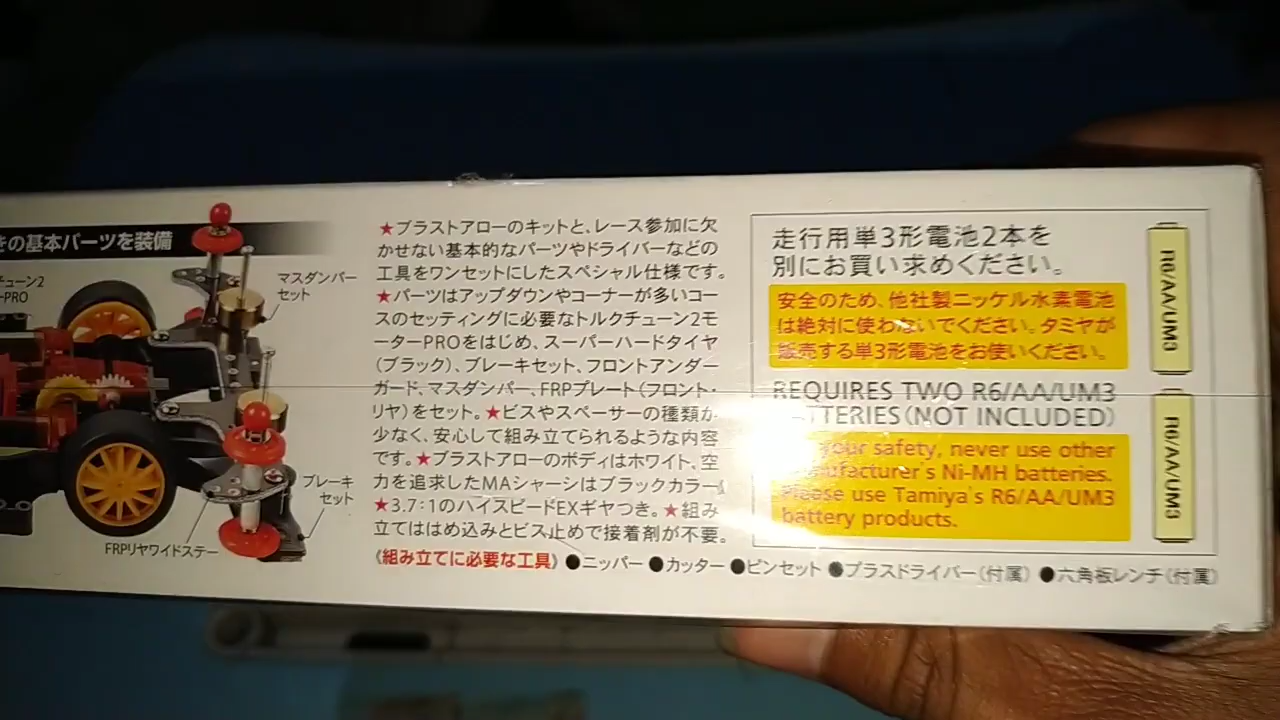 きの基本パーツを装備
チューン2
ーPRO
マスダンパー
セット
ブレーキ
セット
FRPリヤワイドステー
★ブラストアローのキットと、レース参加に欠
かせない基本的なパーツやドライバーなどの
工具をワンセットにしたスペシャル仕様です。
★パーツはアップダウンやコーナーが多いコー
スのセッティングに必要なトルクチューン2モ
ーターPROをはじめ、スーパーハードタイヤ
(ブラック)、ブレーキセット、フロントアンダー
ガード、マスダンパー、FRPプレート(フロント・
リヤ)をセット。★ビスやスペーサーの種類が
少なく、安心して組み立てられるような内容
です。★ブラストアローのボディはホワイト、空
力を追求したMAシャーシはブラックカラー。
★3.7:1のハイスピードEXギヤつき。★組み
立てははめ込みとビス止めで接着剤が不要。
《組み立てに必要な工具》 ●ニッパー ●カッター ●ピンセット ●プラスドライバー(付属) ●六角板レンチ(付属)
走行用単3形電池2本を
別にお買い求めください。
安全のため、他社製ニッケル水素電池
は絶対に使わないでください。タミヤが
販売する単3形電池をお使いください。
REQUIRES TWO R6/AA/UM3
TTERIES (NOT INCLUDED)
your safety, never use other
nufacturer's Ni-MH batteries.
Please use Tamiya's R6/AA/UM3
battery products.
R6/AA/UM3
R6/AA/UM3